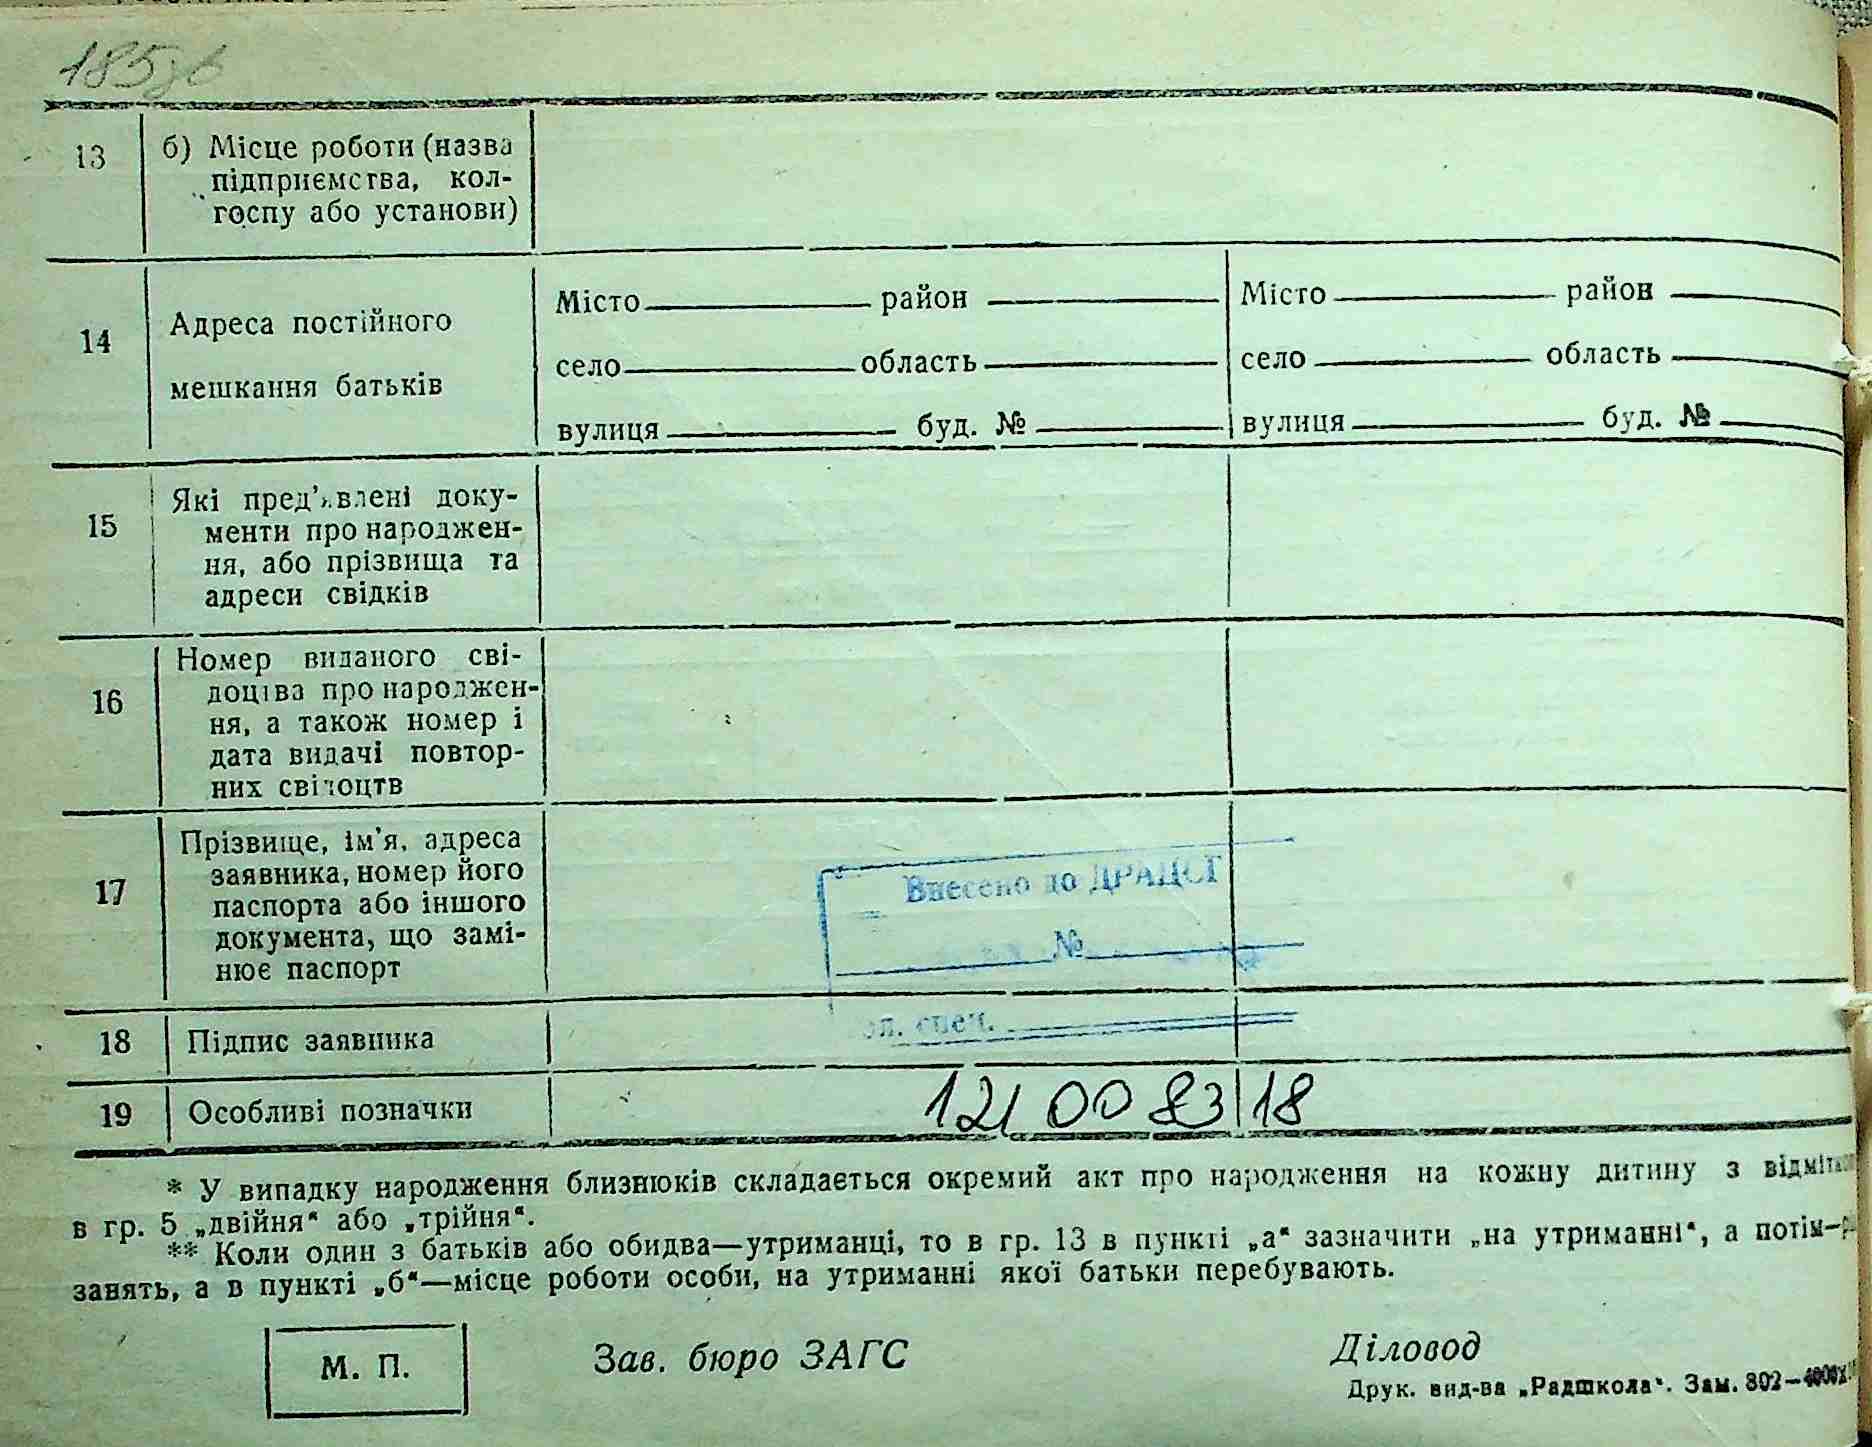 185зв
13 б) Місце роботи (назва
підприємства, кол-
госпу або установи)
14 Адреса постійного
мешкання батьків
Місто район Місто район
село область село область
вулиця буд. № вулиця буд. №
15 Які пред’явлені доку-
менти про народжен-
ня, або прізвища та
адреси свідків
16 Номер виданого сві-
доцтва про народжен-
ня, а також номер і
дата видачі повтор-
них свідоцтв
17 Прізвище, ім’я, адреса
заявника, номер його
паспорта або іншого
документа, що замі-
нює паспорт
Внесено до ДРАЦСГ
№
ол. спец.
18 Підпис заявника
19 Особливі позначки 12100 83 18
* У випадку народження близнюків складається окремий акт про народження на кожну дитину з
в гр. 5 „двійня“ або „трійня“.
** Коли один з батьків або обидва—утриманці, то в гр. 13 в пункті „а“ зазначити „на утриманні“, а потім—
занять, а в пункті „б“—місце роботи особи, на утриманні якої батьки перебувають.
М. П. Зав. бюро ЗАГС Діловод
Друк. вид-ва „Радшкола“. Зам. 802—